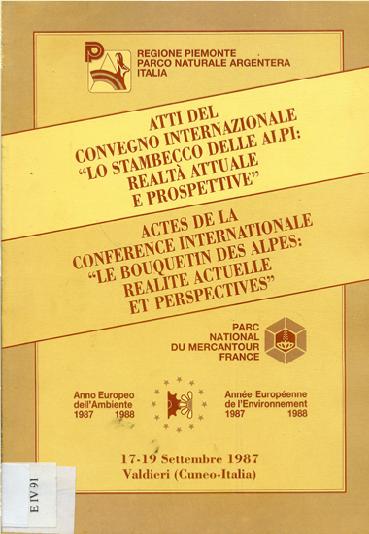 REGIONE PIEMONTE
PARCO NATURALE ARGENTERA
ITALIA
ATTI DEL
CONVEGNO INTERNAZIONALE
"LO STAMBECCO DELLE ALPI:
REALTÀ ATTUALE
E PROSPETTIVE"
ACTES DE LA
CONFERENCE INTERNATIONALE
"LE BOUQUETIN DES ALPES:
REALITE ACTUELLE
ET PERSPECTIVES"
PARC
NATIONAL
DU MERCANTOUR
FRANCE
Anno Europeo
dell'Ambiente
1987 1988
Année Européenne
de l'Environnement
1987 1988
17-19 Settembre 1987
Valdieri (Cuneo-Italia)
E IV 91